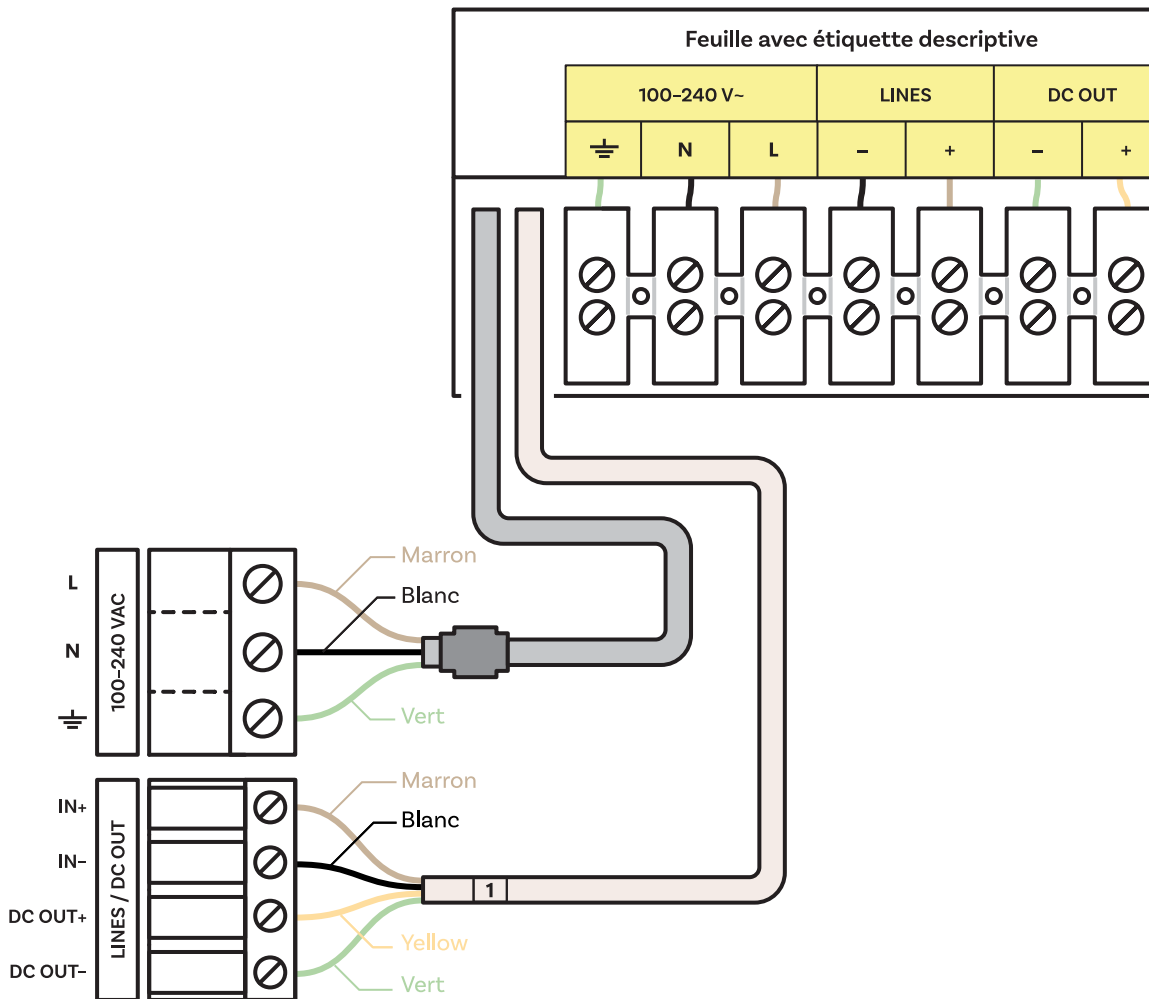 Feuille avec étiquette descriptive
100–240 V~ LINES DC OUT
⏚ N L – + – +
Marron
L
Blanc
N
100–240 VAC
⏚
Vert
Marron
IN+
Blanc
IN–
LINES / DC OUT
1
DC OUT+
Yellow
DC OUT–
Vert